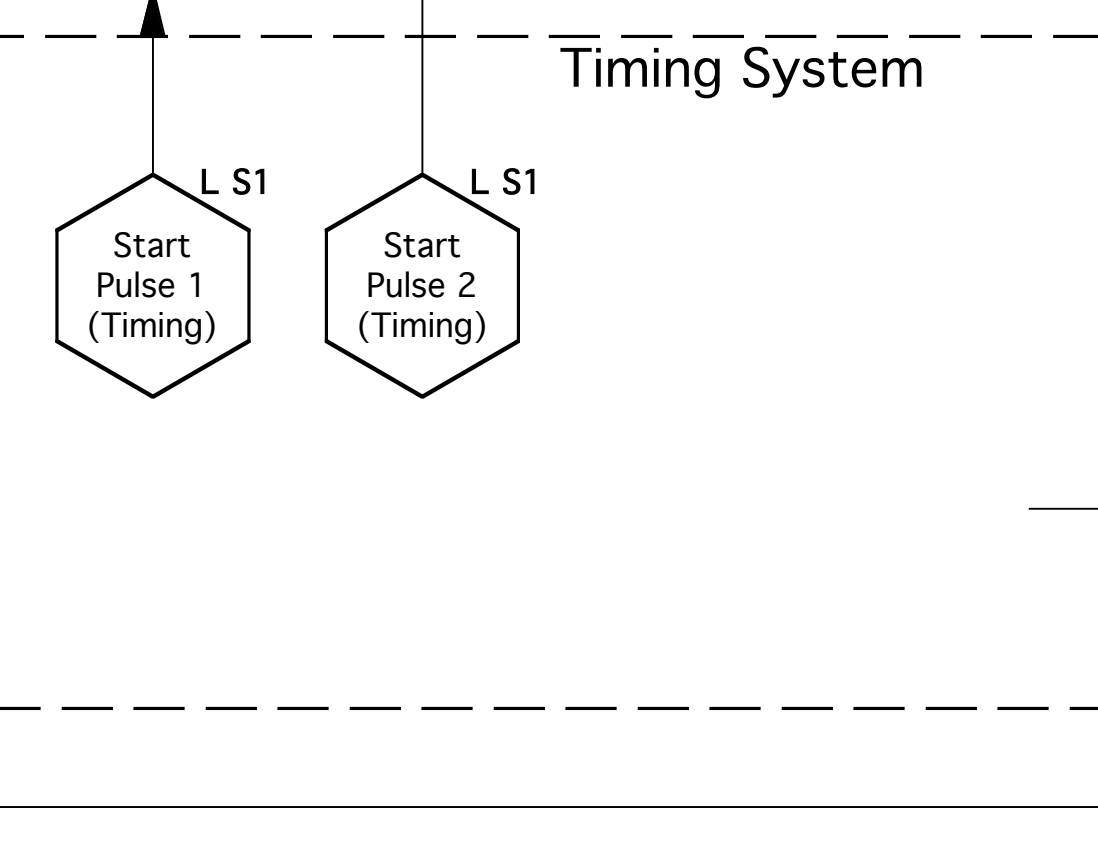 Timing System
L S1
Start
Pulse 1
(Timing)
L S1
Start
Pulse 2
(Timing)